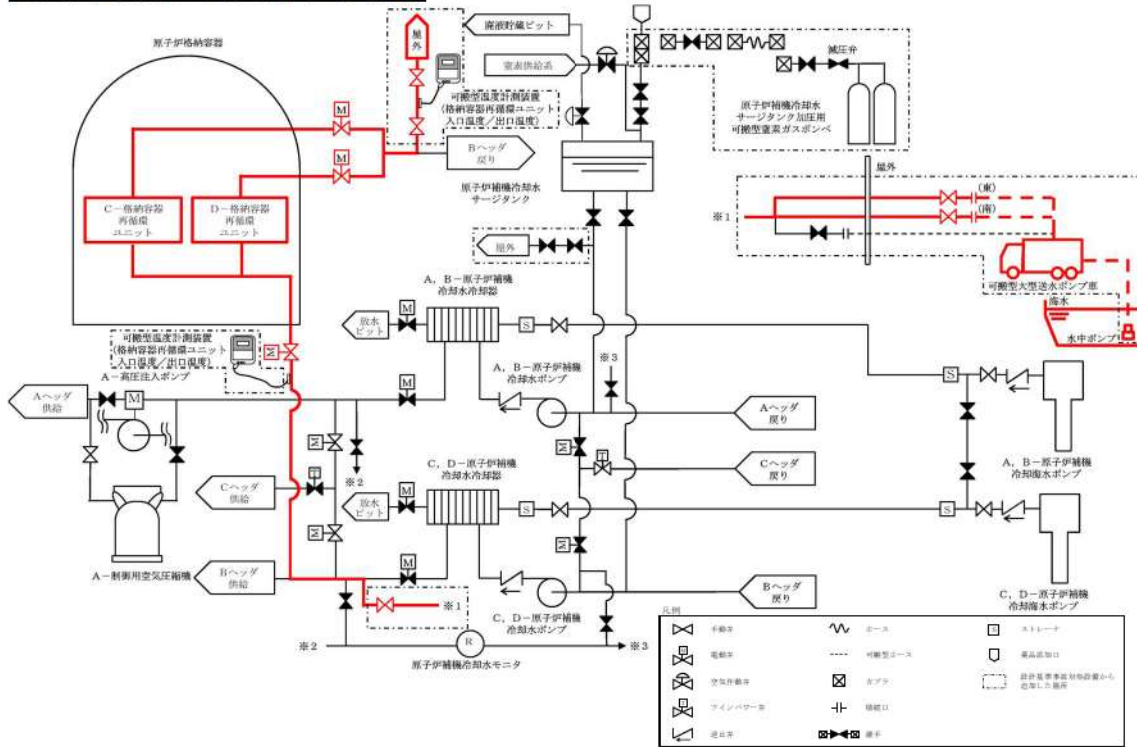 原子炉格納容器
屋外
廃液貯蔵ピット
窒素供給系
減圧弁
原子炉補機冷却水
サージタンク加圧用
可搬型窒素ガスボンベ
可搬型温度計測装置
(格納容器再循環ユニット
入口温度/出口温度)
M
M
Bヘッダ
戻り
原子炉補機冷却水
サージタンク
屋外
C-格納容器
再循環
ユニット
D-格納容器
再循環
ユニット
※1
(東)
(南)
可搬型大型送水ポンプ車
海水
水中ポンプ
屋外
A,B-原子炉補機
冷却水冷却器
放水
ピット
M
S
可搬型温度計測装置
(格納容器再循環ユニット
入口温度/出口温度)
M
※3
A,B-原子炉補機
冷却水ポンプ
S
A-高圧注入ポンプ
Aヘッダ
供給
M
M
Aヘッダ
戻り
A,B-原子炉補機
冷却海水ポンプ
M
M
C,D-原子炉補機
冷却水冷却器
※2
T
Cヘッダ
戻り
Cヘッダ
供給
T
放水
ピット
M
S
S
M
M
A-制御用空気圧縮機
Bヘッダ
供給
M
Bヘッダ
戻り
C,D-原子炉補機
冷却海水ポンプ
※1
C,D-原子炉補機
冷却水ポンプ
※2
R
※3
原子炉補機冷却水モニタ
凡例
手動弁
ホース
S
ストレーナ
M
電動弁
可搬型ホース
薬品添加口
空気作動弁
カプラ
設計基準事故対処設備から
追加した箇所
T
ツインパワー弁
接続口
逆止弁
継手